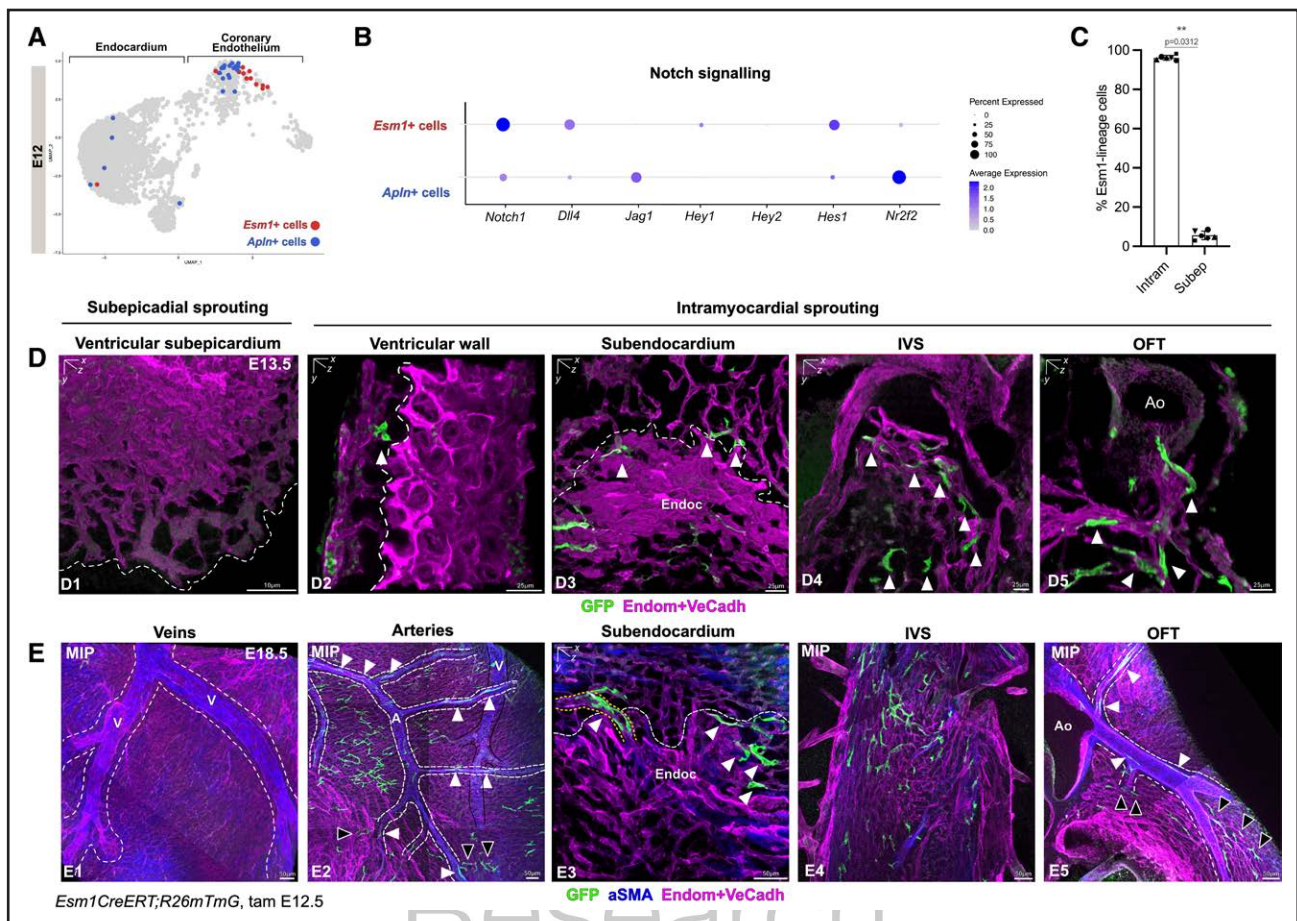 A
Endocardium
Coronary
Endothelium
E12
UMAP_2
UMAP_1
Esm1+ cells
Apln+ cells
B
Notch signalling
Esm1+ cells
Apln+ cells
Notch1 Dll4 Jag1 Hey1 Hey2 Hes1 Nr2f2
Percent Expressed
0
25
50
75
100
Average Expression
2.0
1.5
1.0
0.5
0.0
C
**
p=0.0312
% Esm1-lineage cells
100
80
60
40
20
0
Intram
Subep
Subepicadial sprouting
Intramyocardial sprouting
D
Ventricular subepicardium
Ventricular wall
Subendocardium
IVS
OFT
x
z
y
E13.5
D1
10µm
x
z
y
D2
25µm
x
z
y
Endoc
D3
25µm
x
z
y
D4
25µm
x
z
y
Ao
D5
25µm
GFP Endom+VeCadh
E
Veins
Arteries
Subendocardium
IVS
OFT
MIP
E18.5
V
V
E1
50µm
MIP
V
A
E2
50µm
x
z
y
Endoc
E3
50µm
MIP
E4
50µm
MIP
Ao
E5
50µm
GFP aSMA Endom+VeCadh
Esm1CreERT;R26mTmG, tam E12.5